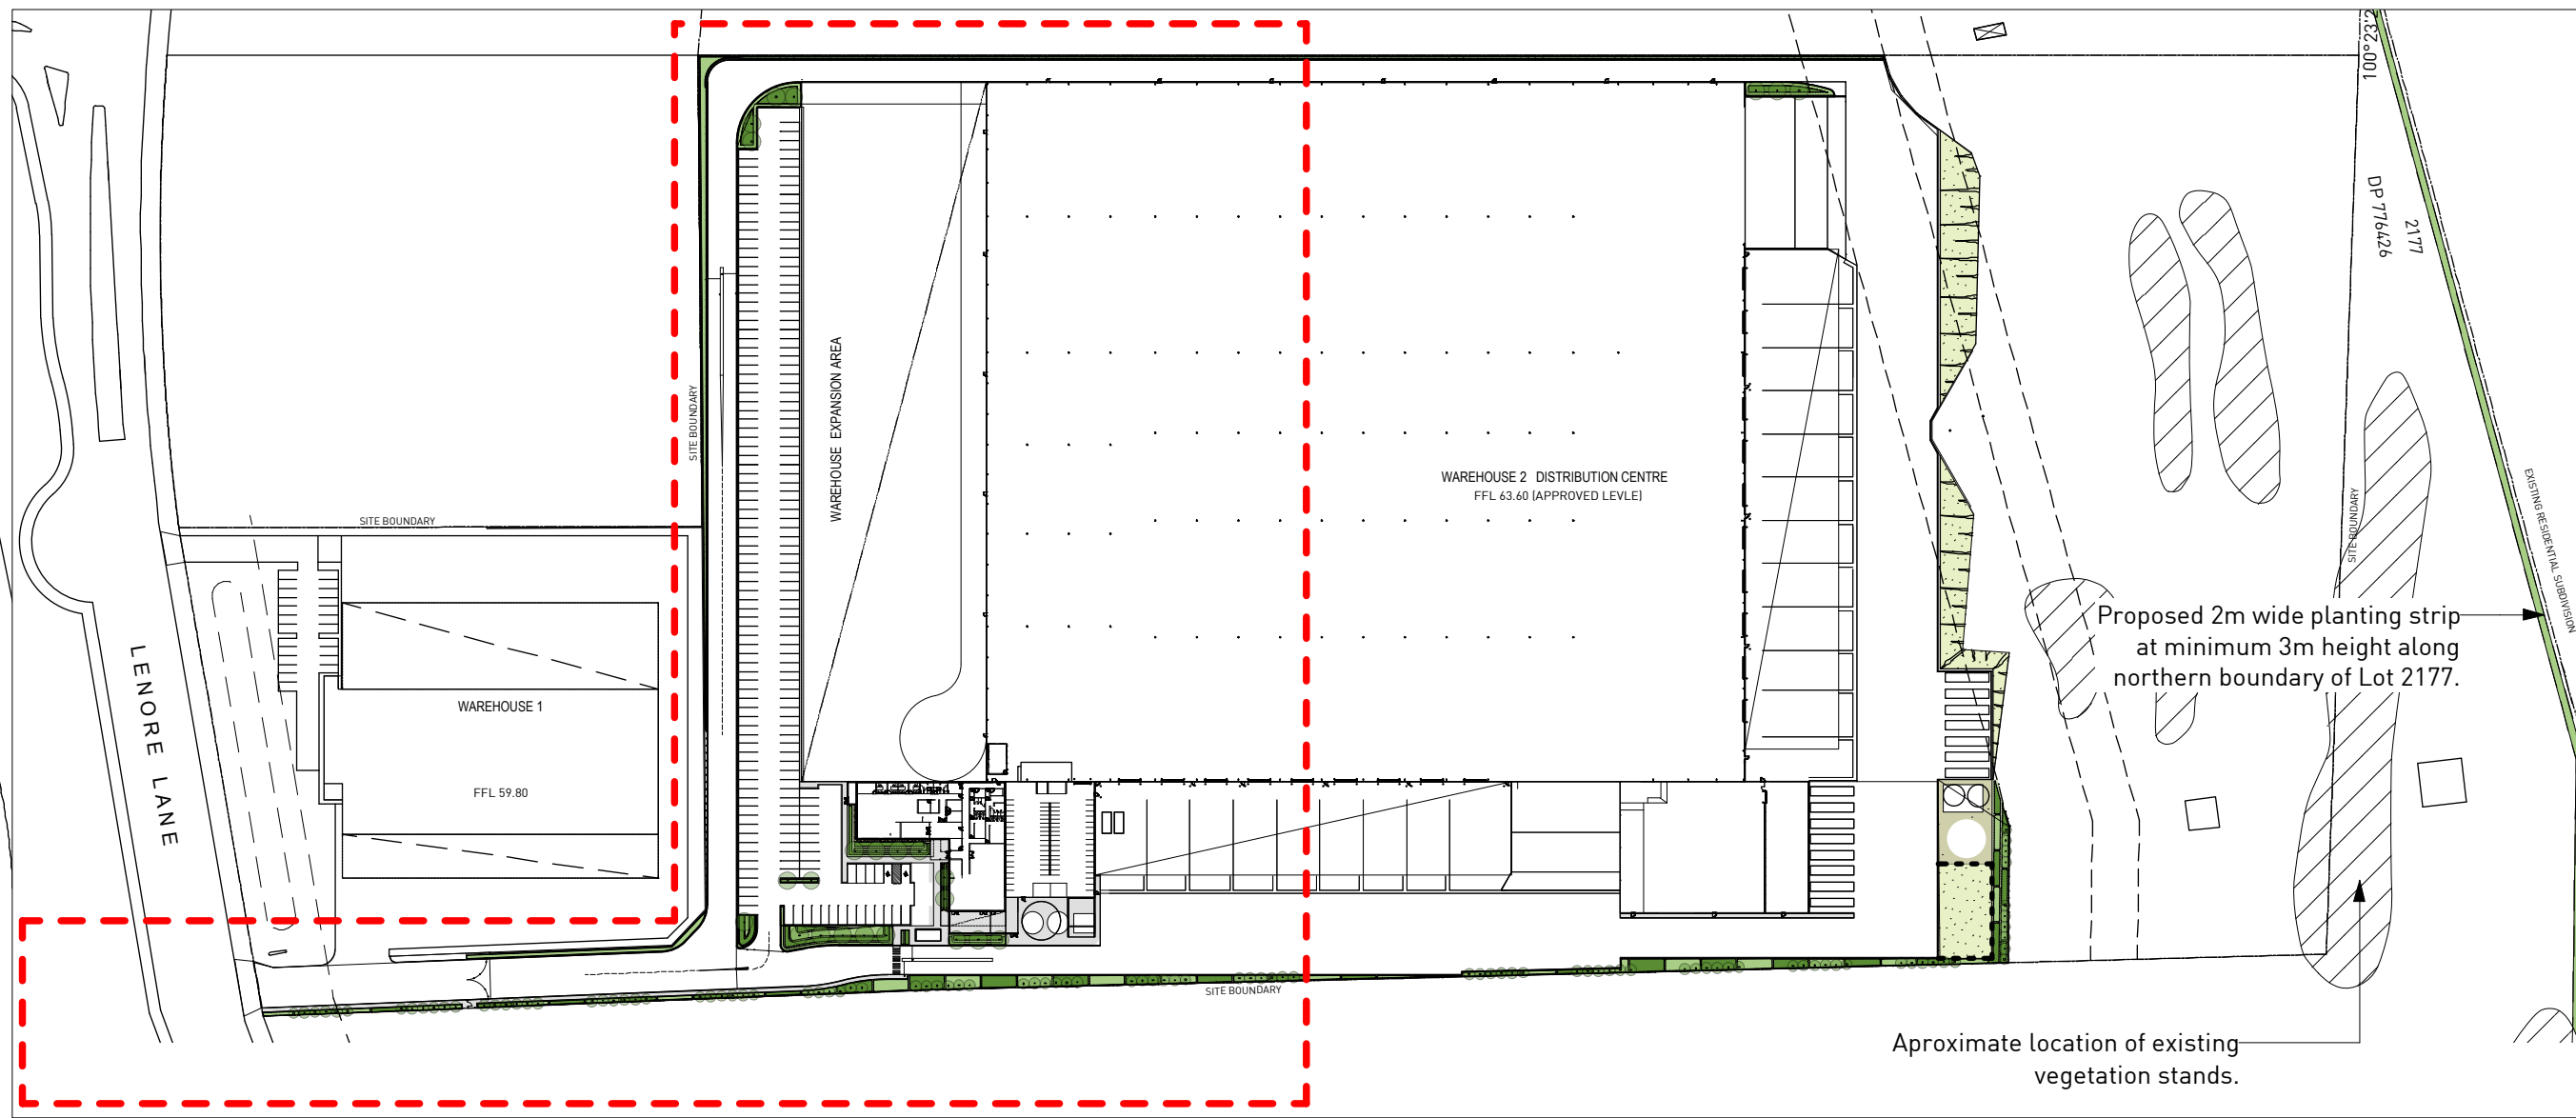 100°23'2
DP 776426
2177
SITE BOUNDARY
WAREHOUSE EXPANSION AREA
WAREHOUSE 2 DISTRIBUTION CENTRE
FFL 63.60 (APPROVED LEVLE)
SITE BOUNDARY
SITE BOUNDARY
EXISTING RESIDENTIAL SUBDIVISION
Proposed 2m wide planting strip
at minimum 3m height along
northern boundary of Lot 2177.
LENORE LANE
WAREHOUSE 1
FFL 59.80
SITE BOUNDARY
Aproximate location of existing
vegetation stands.